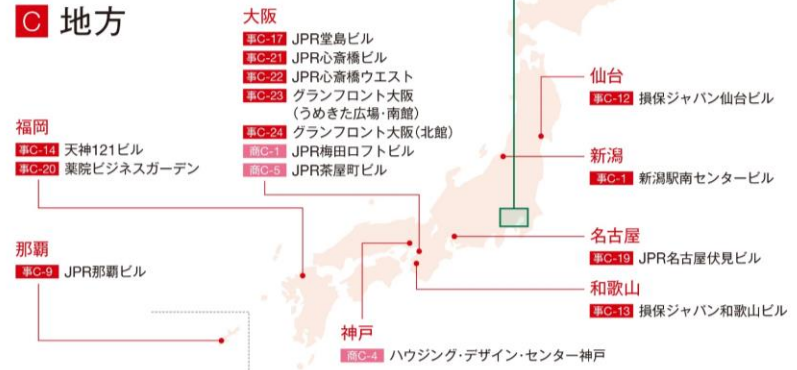 C 地方
大阪
事C-17 JPR堂島ビル
事C-21 JPR心斎橋ビル
事C-22 JPR心斎橋ウエスト
事C-23 グランフロント大阪
（うめきた広場・南館）
事C-24 グランフロント大阪（北館）
商C-1 JPR梅田ロフトビル
商C-5 JPR茶屋町ビル
福岡
事C-14 天神121ビル
事C-20 薬院ビジネスガーデン
那覇
事C-9 JPR那覇ビル
神戸
商C-4 ハウジング・デザイン・センター神戸
仙台
事C-12 損保ジャパン仙台ビル
新潟
事C-1 新潟駅南センタービル
名古屋
事C-19 JPR名古屋伏見ビル
和歌山
事C-13 損保ジャパン和歌山ビル